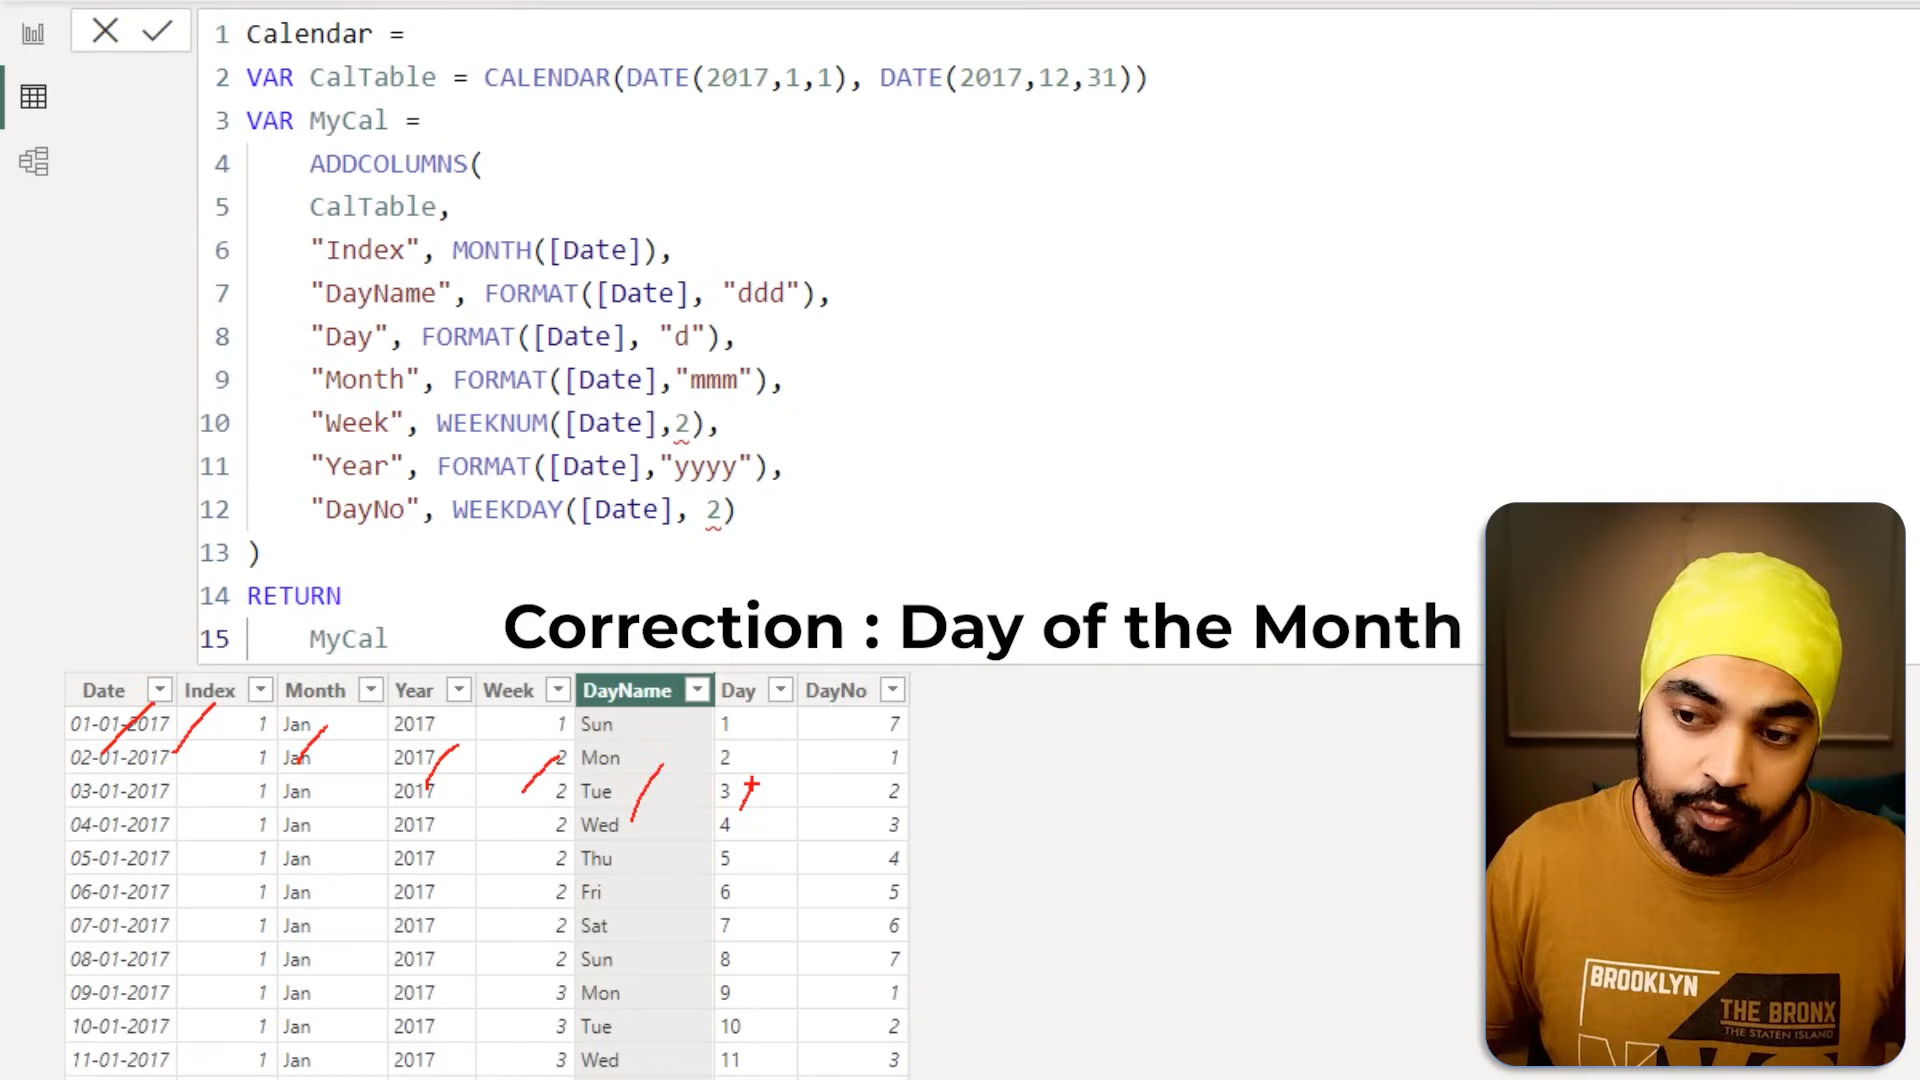 1 Calendar =
2 VAR CalTable = CALENDAR(DATE(2017,1,1), DATE(2017,12,31))
3 VAR MyCal =
4 ADDCOLUMNS(
5 CalTable,
6 "Index", MONTH([Date]),
7 "DayName", FORMAT([Date], "ddd"),
8 "Day", FORMAT([Date], "d"),
9 "Month", FORMAT([Date],"mmm"),
10 "Week", WEEKNUM([Date],2),
11 "Year", FORMAT([Date],"yyyy"),
12 "DayNo", WEEKDAY([Date], 2)
13 )
14 RETURN
15 MyCal
Correction : Day of the Month
Date Index Month Year Week DayName Day DayNo
01-01-2017 1 Jan 2017 1 Sun 1 7
02-01-2017 1 Jan 2017 2 Mon 2 1
03-01-2017 1 Jan 2017 2 Tue 3 2
04-01-2017 1 Jan 2017 2 Wed 4 3
05-01-2017 1 Jan 2017 2 Thu 5 4
06-01-2017 1 Jan 2017 2 Fri 6 5
07-01-2017 1 Jan 2017 2 Sat 7 6
08-01-2017 1 Jan 2017 2 Sun 8 7
09-01-2017 1 Jan 2017 3 Mon 9 1
10-01-2017 1 Jan 2017 3 Tue 10 2
11-01-2017 1 Jan 2017 3 Wed 11 3
BROOKLYN
THE BRONX
THE STATEN ISLAND